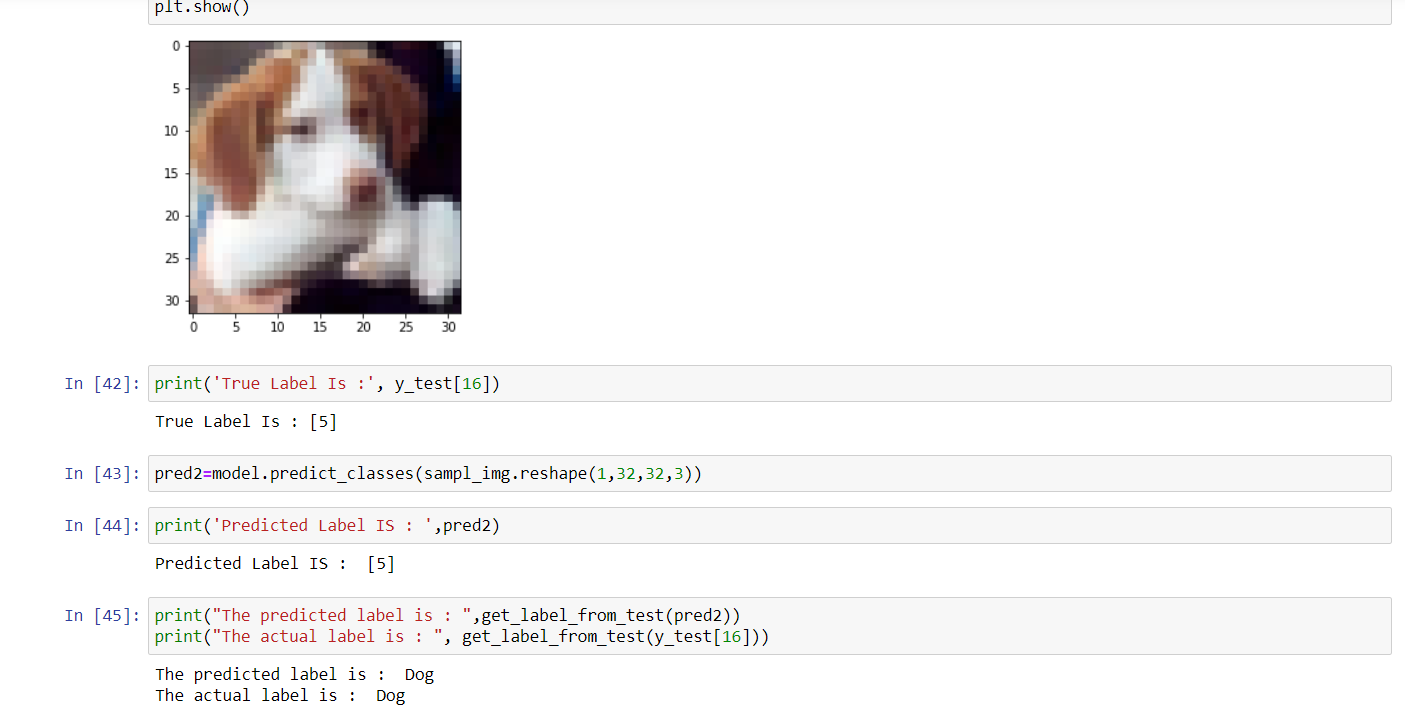 plt.show()
0
5
10
15
20
25
30
0 5 10 15 20 25 30
In [42]: print('True Label Is :', y_test[16])
True Label Is : [5]
In [43]: pred2=model.predict_classes(sampl_img.reshape(1,32,32,3))
In [44]: print('Predicted Label IS : ',pred2)
Predicted Label IS :  [5]
In [45]: print("The predicted label is : ",get_label_from_test(pred2))
print("The actual label is : ", get_label_from_test(y_test[16]))
The predicted label is :  Dog
The actual label is :  Dog